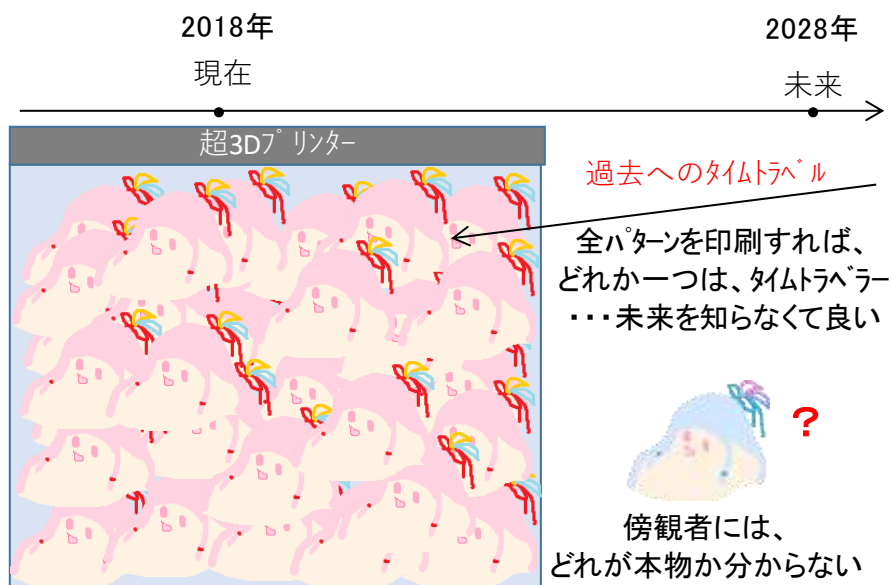 2018年
現在
2028年
未来
超3Dプリンター
過去へのタイムトラベル
全パターンを印刷すれば、
どれか一つは、タイムトラベラー
・・・未来を知らなくて良い
?
傍観者には、
どれが本物か分からない